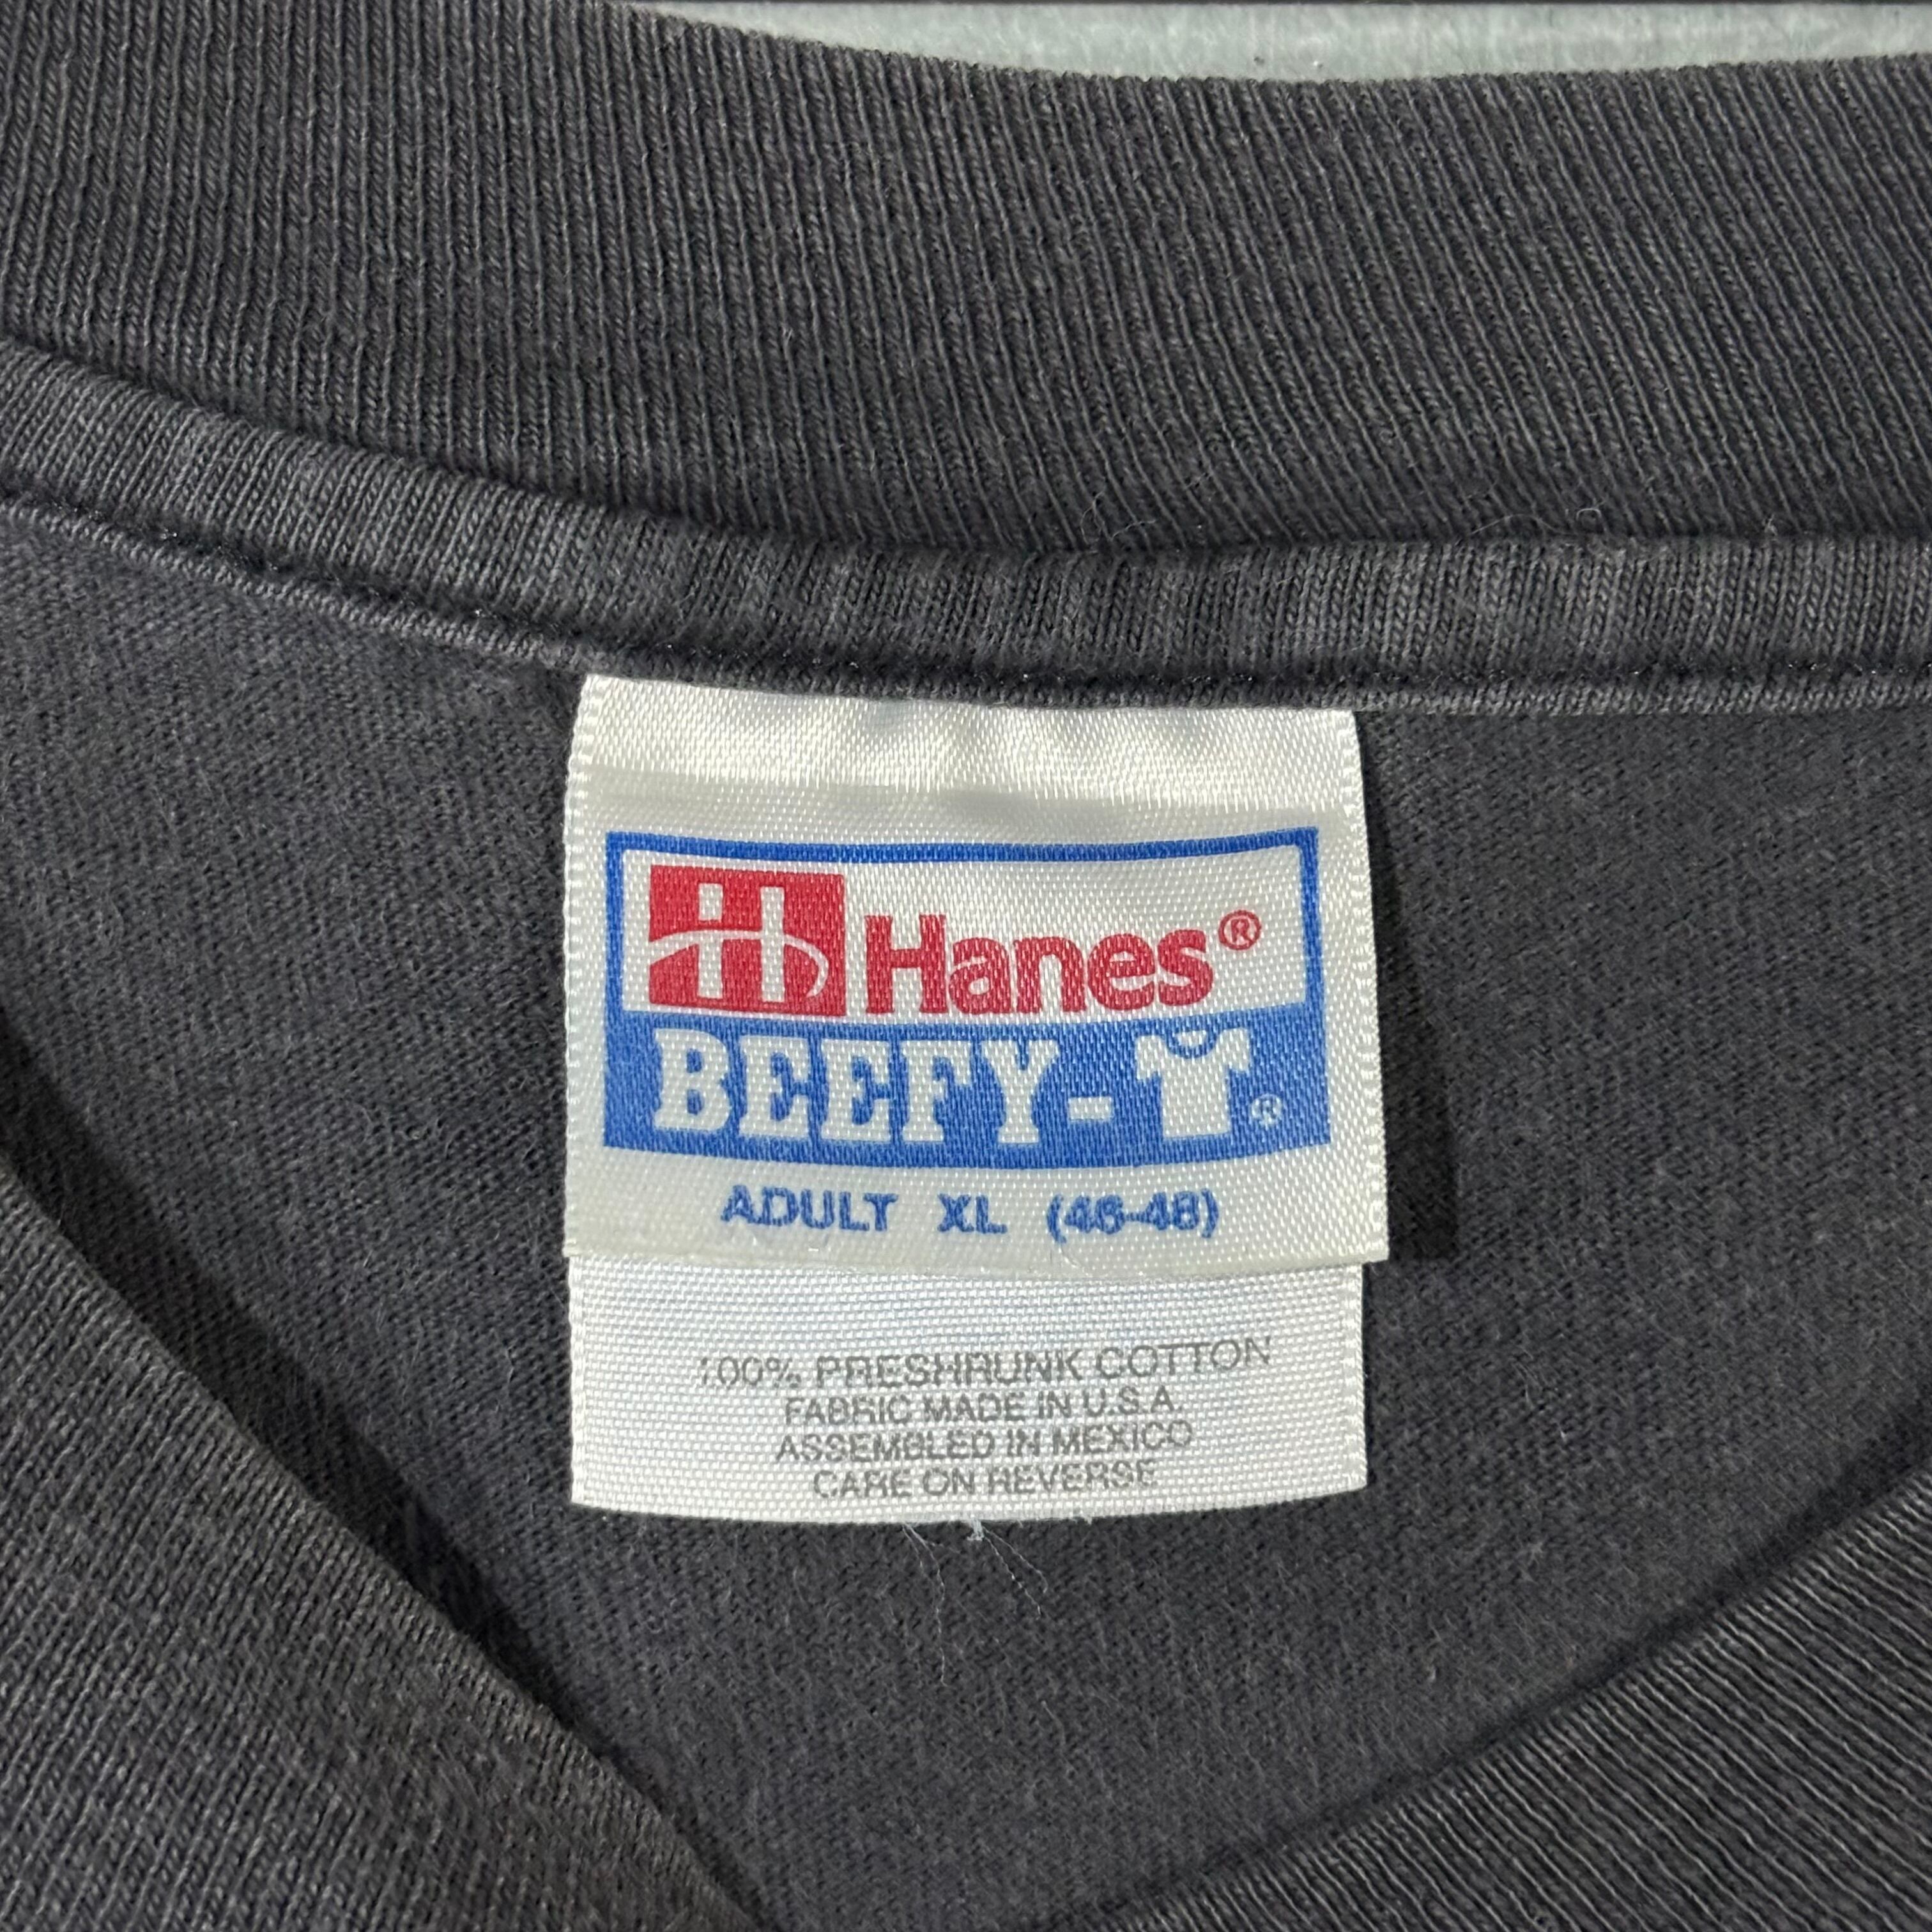 H Hanes®
BEEFY-T®
ADULT XL (46-48)
100% PRESHRUNK COTTON
FABRIC MADE IN U.S.A.
ASSEMBLED IN MEXICO
CARE ON REVERSE